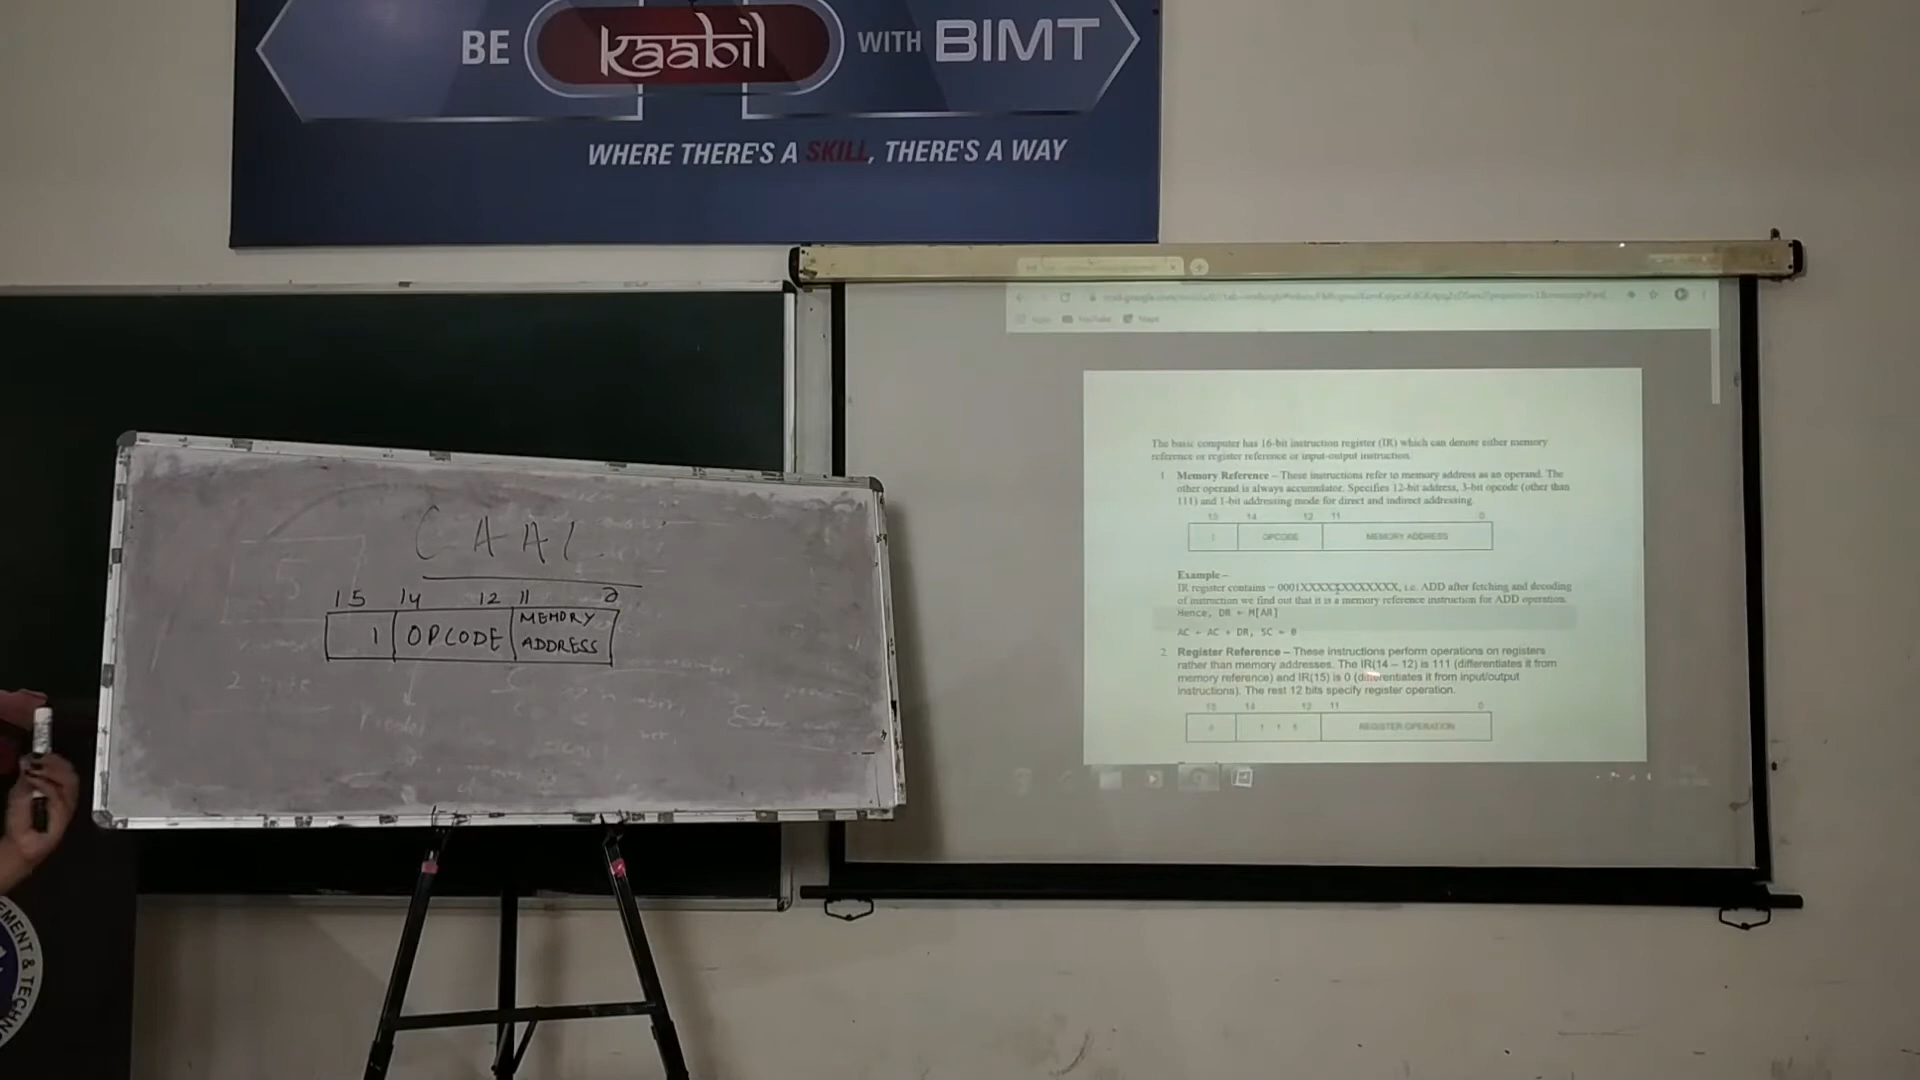 BE kaabil WITH BIMT
WHERE THERE'S A SKILL, THERE'S A WAY
CAAL
15 14 12 11 0
1 OPCODE MEMORY ADDRESS
The basic computer has 16-bit instruction register (IR) which can denote either memory
reference or register reference or input-output instruction.
1. Memory Reference – These instructions refer to memory address as an operand. The
other operand is always accumulator. Specifies 12-bit address, 3-bit opcode (other than
111) and 1-bit addressing mode for direct and indirect addressing.
15 14 12 11 0
OPCODE MEMORY ADDRESS
Example –
IR register contains = 0001XXXXXXXXXXXX, i.e. ADD after fetching and decoding
of instruction we find out that it is a memory reference instruction for ADD operation.
Hence, DR ← M[AR]
AC ← AC + DR, SC ← 0
2. Register Reference – These instructions perform operations on registers
rather than memory addresses. The IR(14 – 12) is 111 (differentiates it from
memory reference) and IR(15) is 0 (differentiates it from input/output
instructions). The rest 12 bits specify register operation.
15 14 12 11 0
0 1 1 1 REGISTER OPERATION
EMENT & TECHNO